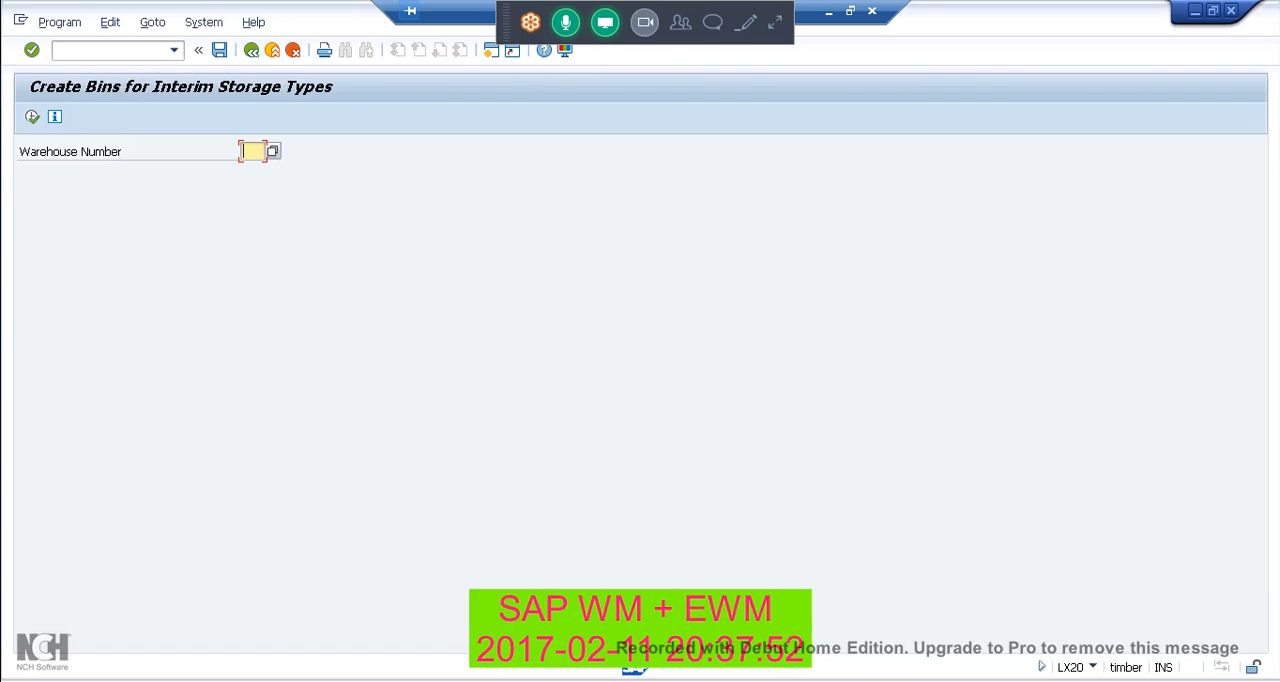 Program Edit Goto System Help
Create Bins for Interim Storage Types
Warehouse Number
SAP WM + EWM
2017-02-11 20:37:52
Recorded with Debut Home Edition. Upgrade to Pro to remove this message
NCH
NCH Software
LX20 timber INS